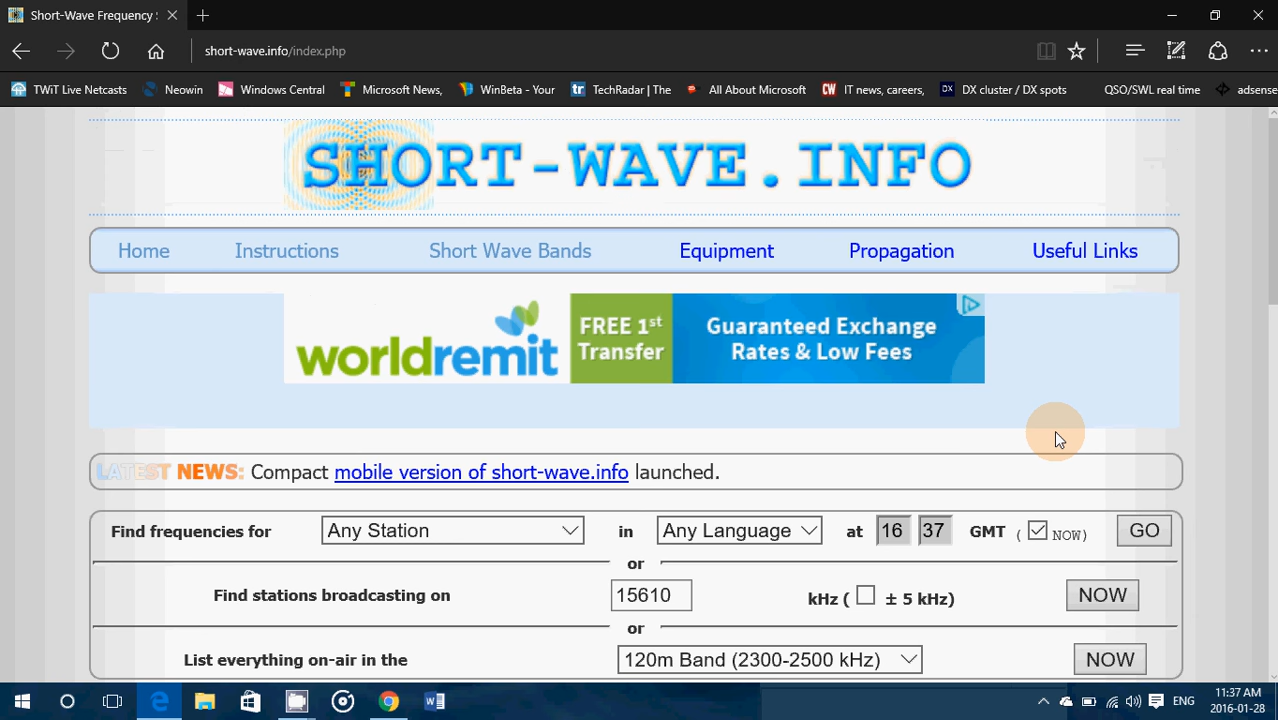 Short-Wave Frequency S
short-wave.info/index.php
TWiT Live Netcasts Neowin Windows Central Microsoft News, WinBeta - Your tr TechRadar | The All About Microsoft CW IT news, careers, DX DX cluster / DX spots QSO/SWL real time adsense
SHORT-WAVE.INFO
Home Instructions Short Wave Bands Equipment Propagation Useful Links
worldremit FREE 1st Transfer Guaranteed Exchange Rates & Low Fees
LATEST NEWS: Compact mobile version of short-wave.info launched.
Find frequencies for Any Station in Any Language at 16 37 GMT ( NOW) GO
or
Find stations broadcasting on 15610 kHz ( ± 5 kHz) NOW
or
List everything on-air in the 120m Band (2300-2500 kHz) NOW
ENG 11:37 AM
2016-01-28